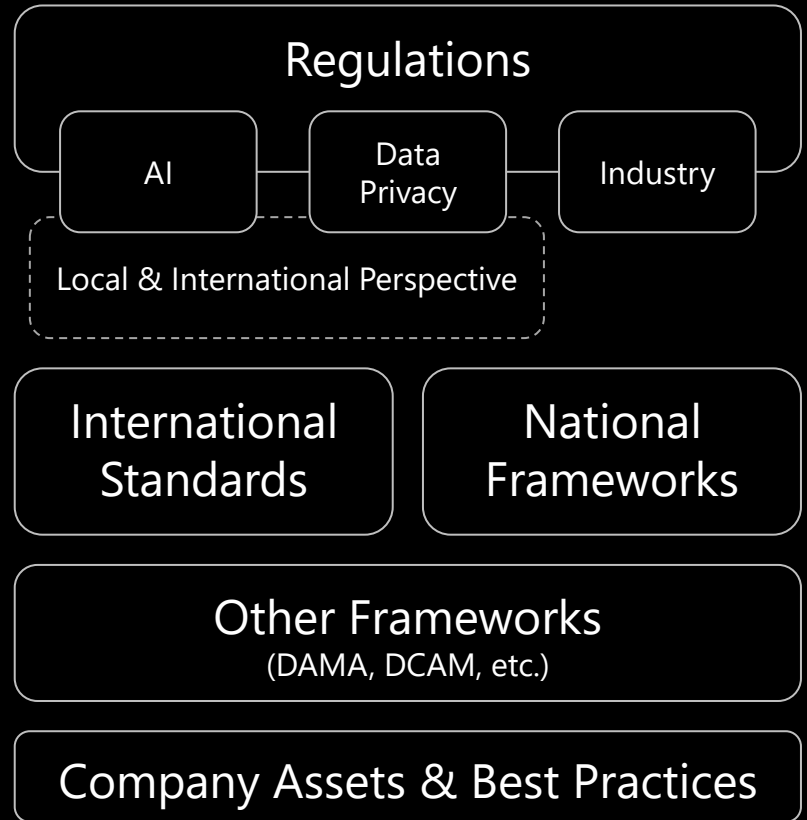 Regulations
AI
Data
Privacy
Industry
Local & International Perspective
International
Standards
National
Frameworks
Other Frameworks
(DAMA, DCAM, etc.)
Company Assets & Best Practices